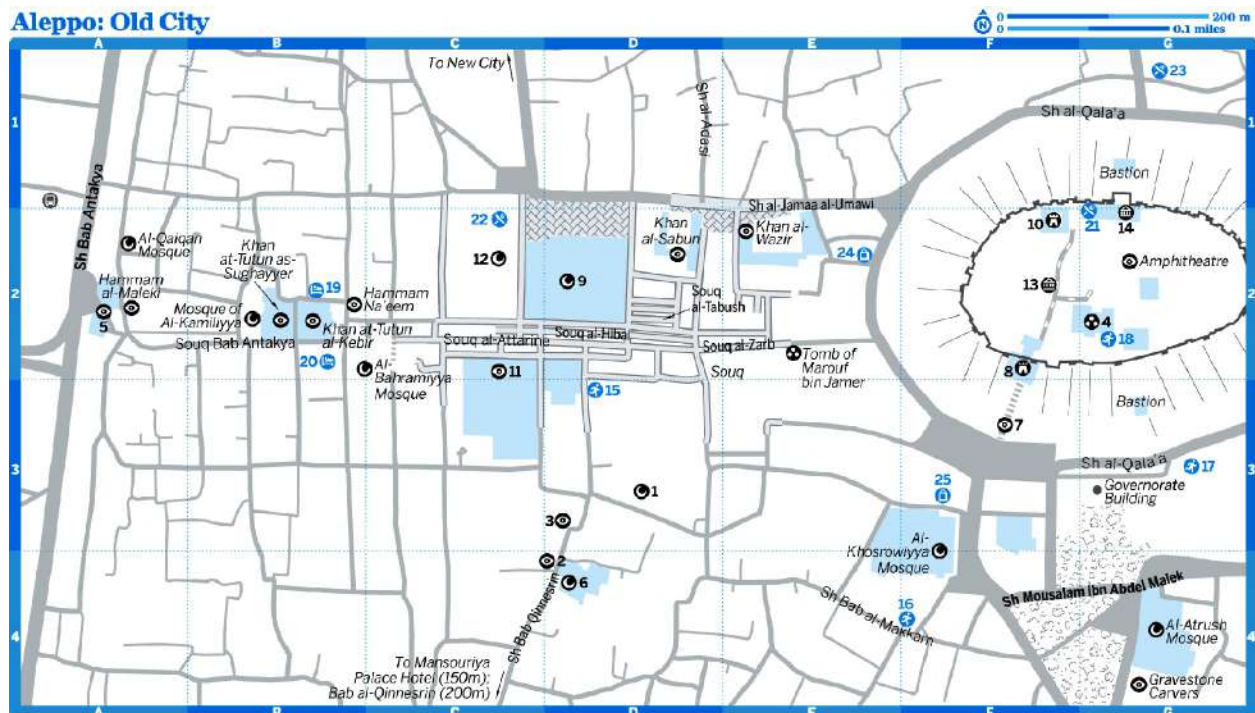 Aleppo: Old City
0 200 m
N
0 0.1 miles
A B C D E F G
1
2
3
4
To New City
Sh al-Adasi
23
Sh al-Qala'a
Sh Bab Antakya
Bastion
Sh al-Jamaa al-Umawi
22
Khan
al-Sabun
Khan al-
Wazir
10
21
14
Al-Qaiqan
Mosque
Khan
at-Tutun as-
Sughayyer
12
24
Amphitheatre
Hammam
al-Maleki
19
9
13
5
Mosque of
Al-Kamiliyya
Hammam
Na'eem
Souq
al-Tabush
4
Khan at-Tutun
al-Kebir
Souq Bab Antakya
Souq al-Attarine
Souq al-Hibal
Souq al-Zarb
18
20
Al-
Bahramiyya
Mosque
11
Souq
Tomb of
Marouf
bin Jamer
8
15
Bastion
7
Sh al-Qala'a
17
1
25
Governorate
Building
3
Al-
Khosrowiyya
Mosque
2
6
Sh Bab Qinnesrin
16
Sh Bab al-Makkam
Sh Mousalam Ibn Abdel Malek
Al-Atrush
Mosque
To Mansouriya
Palace Hotel (150m);
Bab al-Qinnesrin (200m)
Gravestone
Carvers
1
2
3
4
A B C D E F G